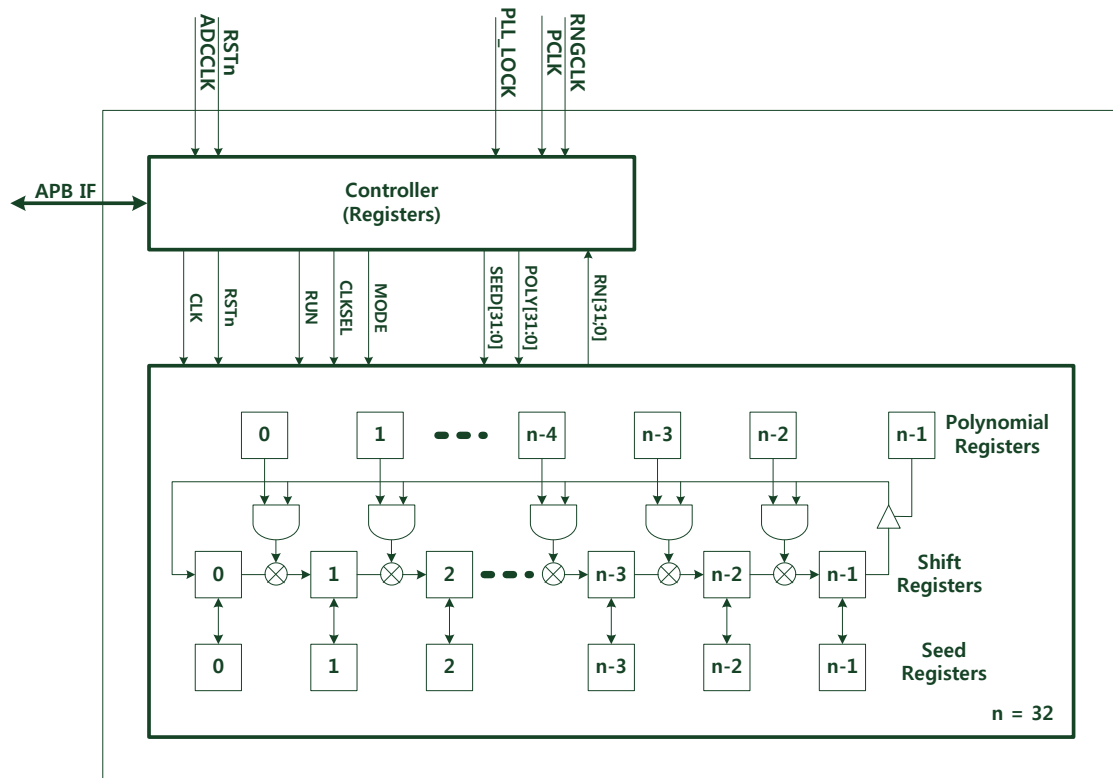 ADCCLK
RSTn
PLL_LOCK
PCLK
RNGCLK
APB IF
Controller
(Registers)
CLK
RSTn
RUN
CLKSEL
MODE
SEED[31:0]
POLY[31:0]
RN[31;0]
0 1 n-4 n-3 n-2 n-1
Polynomial
Registers
0 1 2 n-3 n-2 n-1
Shift
Registers
0 1 2 n-3 n-2 n-1
Seed
Registers
n = 32